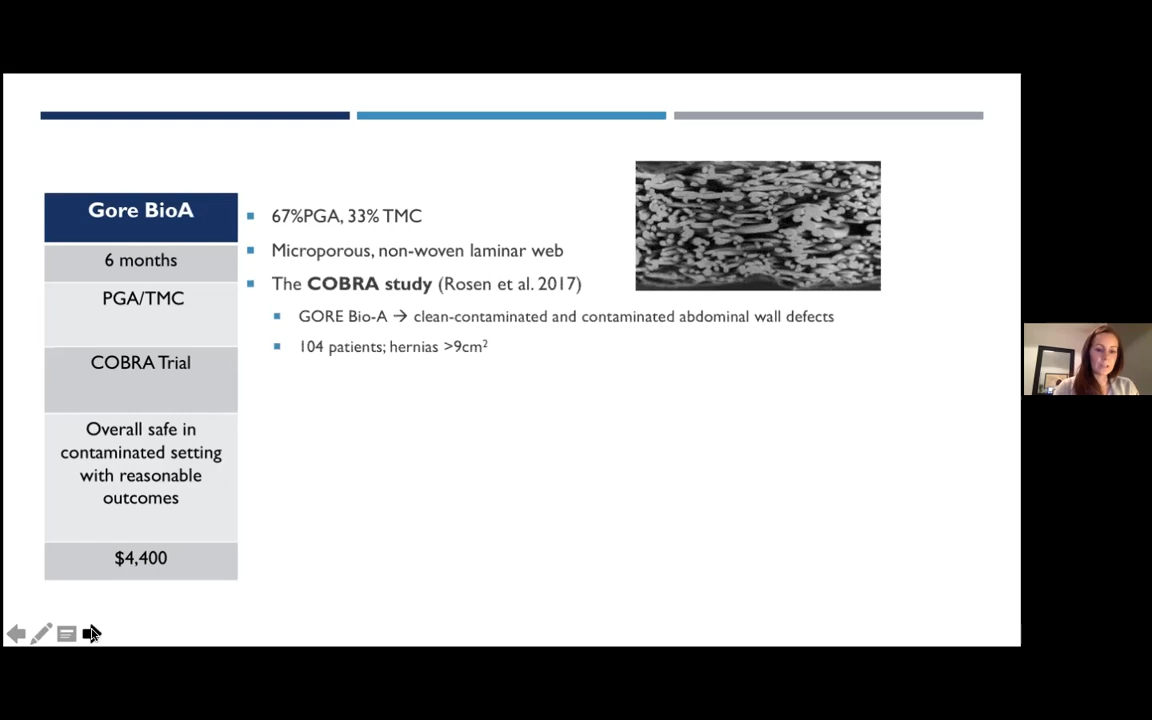 Gore BioA
6 months
PGA/TMC
COBRA Trial
Overall safe in
contaminated setting
with reasonable
outcomes
$4,400
67%PGA, 33% TMC
Microporous, non-woven laminar web
The COBRA study (Rosen et al. 2017)
GORE Bio-A → clean-contaminated and contaminated abdominal wall defects
104 patients; hernias >9cm²